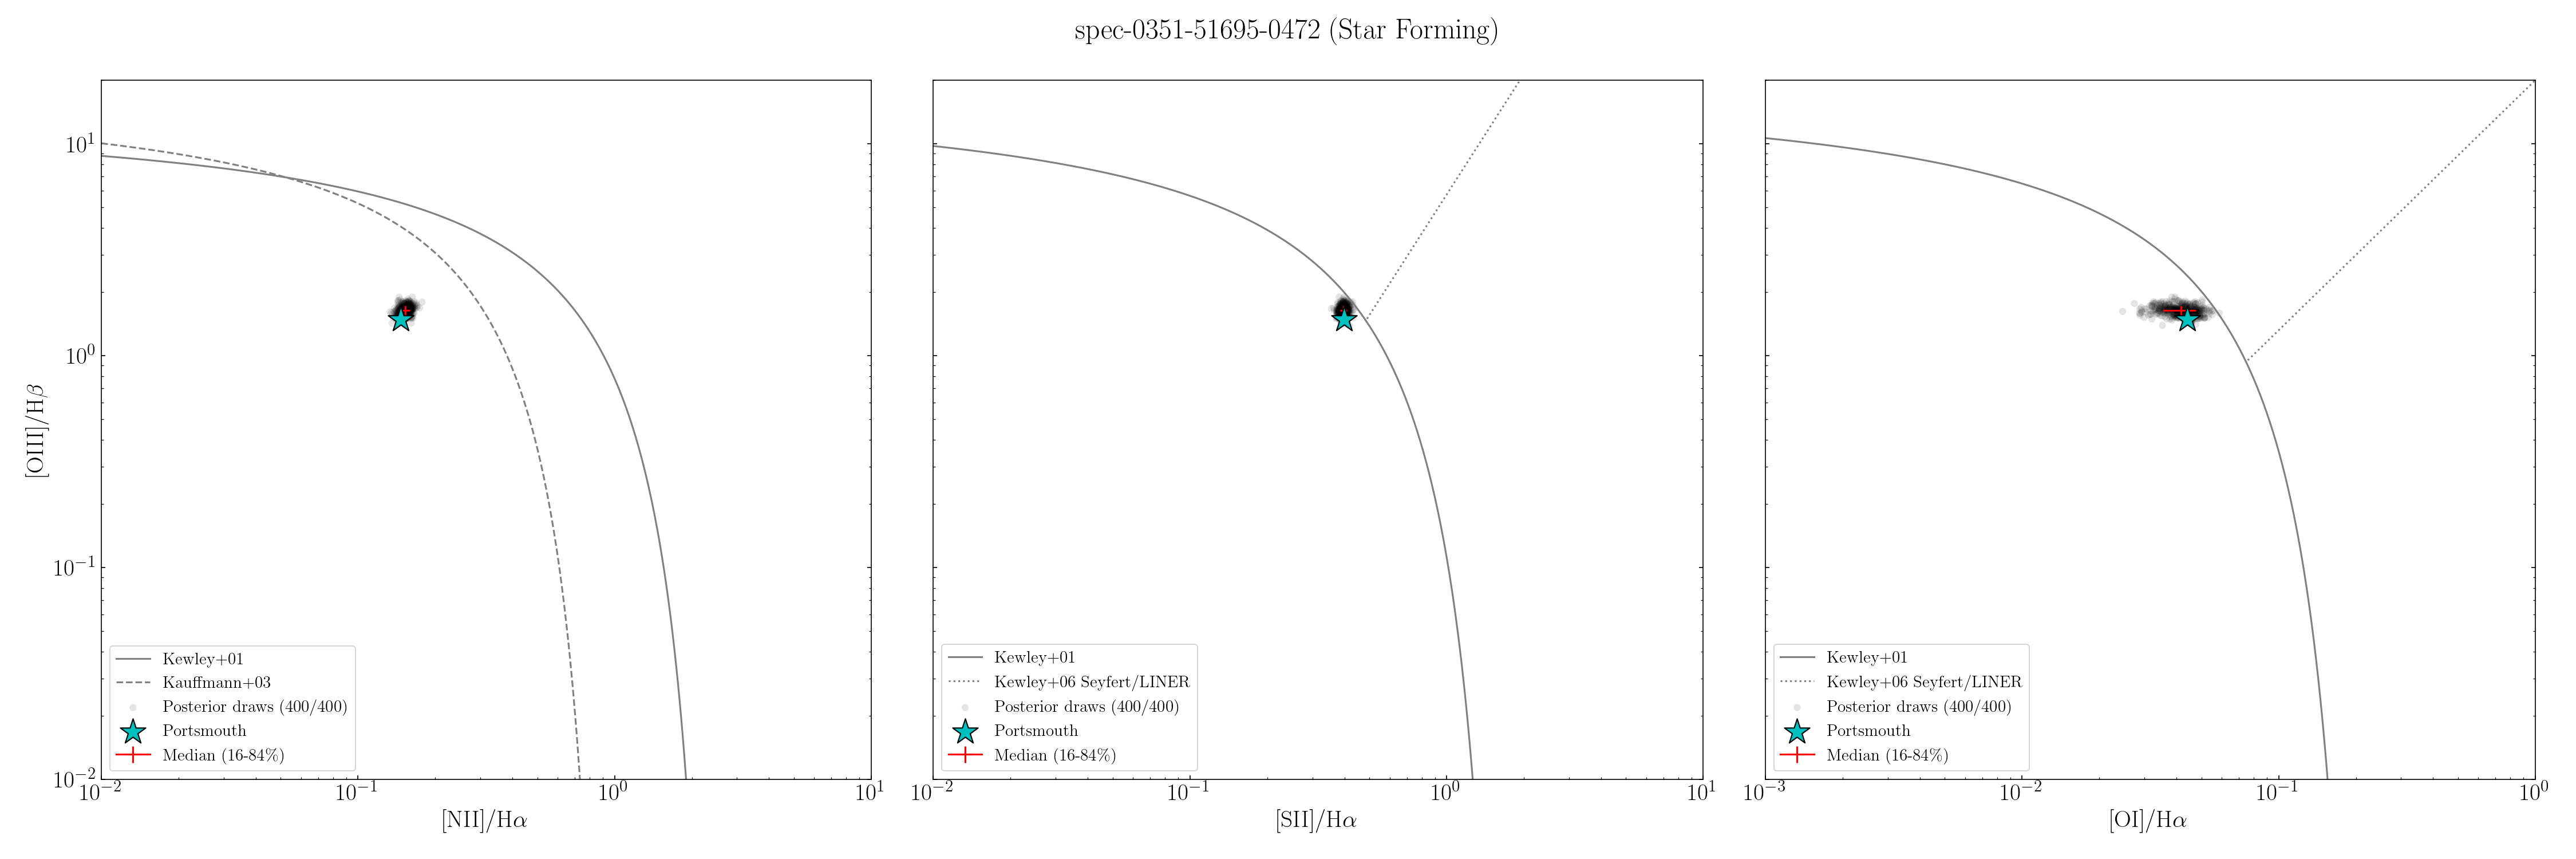 spec-0351-51695-0472 (Star Forming)
[OIII]/Hβ
10^1
10^0
10^-1
10^-2
Kewley+01
Kauffmann+03
Posterior draws (400/400)
Portsmouth
Median (16-84%)
10^-2 10^-1 10^0 10^1
[NII]/Hα
Kewley+01
Kewley+06 Seyfert/LINER
Posterior draws (400/400)
Portsmouth
Median (16-84%)
10^-2 10^-1 10^0 10^1
[SII]/Hα
Kewley+01
Kewley+06 Seyfert/LINER
Posterior draws (400/400)
Portsmouth
Median (16-84%)
10^-3 10^-2 10^-1 10^0
[OI]/Hα